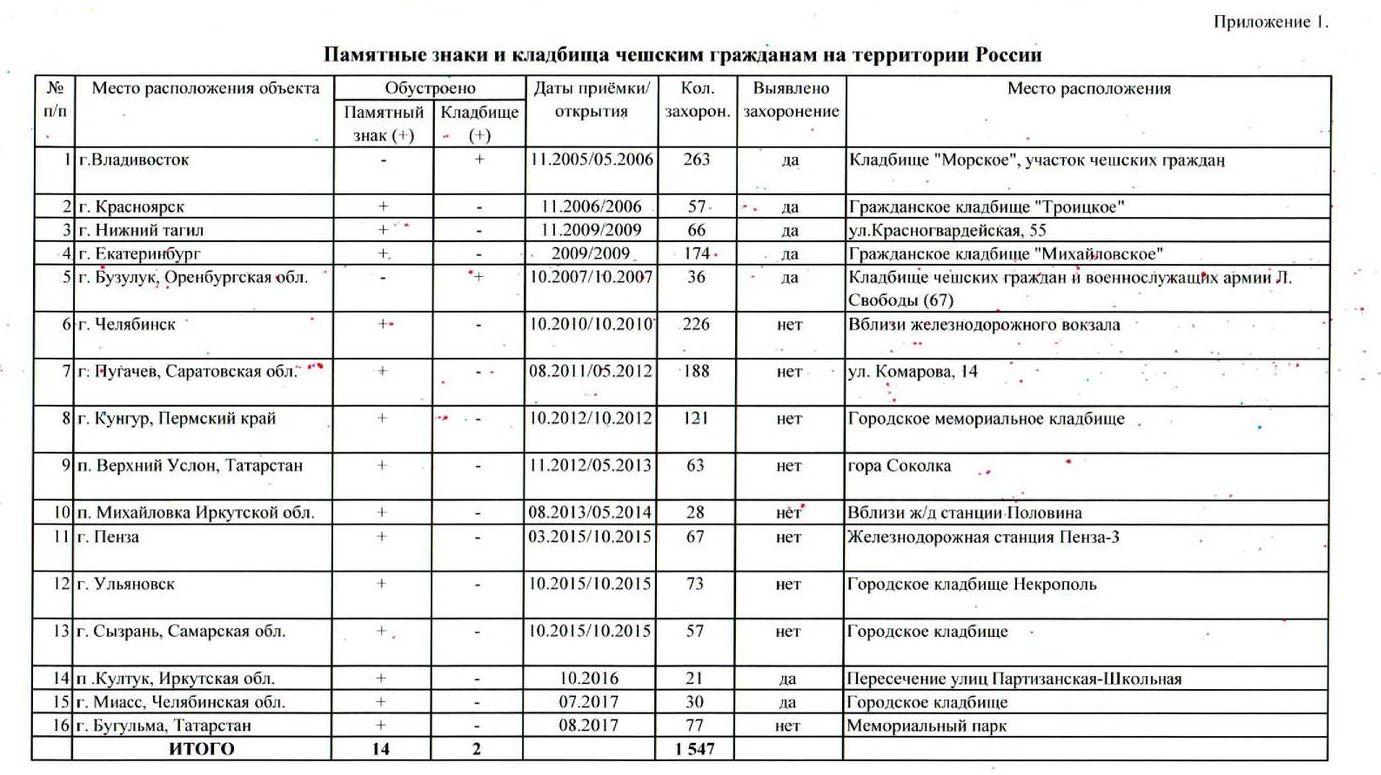 Приложение 1.
Памятные знаки и кладбища чешским гражданам на территории России
№ п/п Место расположения объекта Обустроено Даты приёмки/ открытия Кол. захорон. Выявлено захоронение Место расположения
Памятный знак (+) Кладбище (+)
1 г.Владивосток - + 11.2005/05.2006 263 да Кладбище "Морское", участок чешских граждан
2 г. Красноярск + - 11.2006/2006 57 да Гражданское кладбище "Троицкое"
3 г. Нижний тагил + - 11.2009/2009 66 да ул.Красногвардейская, 55
4 г. Екатеринбург + - 2009/2009 174 да Гражданское кладбище "Михайловское"
5 г. Бузулук, Оренбургская обл. - + 10.2007/10.2007 36 да Кладбище чешских граждан и военнослужащих армии Л.
Свободы (67)
6 г. Челябинск + - 10.2010/10.2010 226 нет Вблизи железнодорожного вокзала
7 г. Пугачев, Саратовская обл. + - 08.2011/05.2012 188 нет ул. Комарова, 14
8 г. Кунгур, Пермский край + - 10.2012/10.2012 121 нет Городское мемориальное кладбище
9 п. Верхний Услон, Татарстан + - 11.2012/05.2013 63 нет гора Соколка
10 п. Михайловка Иркутской обл. + - 08.2013/05.2014 28 нет Вблизи ж/д станции Половина
11 г. Пенза + - 03.2015/10.2015 67 нет Железнодорожная станция Пенза-3
12 г. Ульяновск + - 10.2015/10.2015 73 нет Городское кладбище Некрополь
13 г. Сызрань, Самарская обл. + - 10.2015/10.2015 57 нет Городское кладбище
14 п .Култук, Иркутская обл. + - 10.2016 21 да Пересечение улиц Партизанская-Школьная
15 г. Миасс, Челябинская обл. + - 07.2017 30 да Городское кладбище
16 г. Бугульма, Татарстан + - 08.2017 77 нет Мемориальный парк
ИТОГО 14 2 1 547